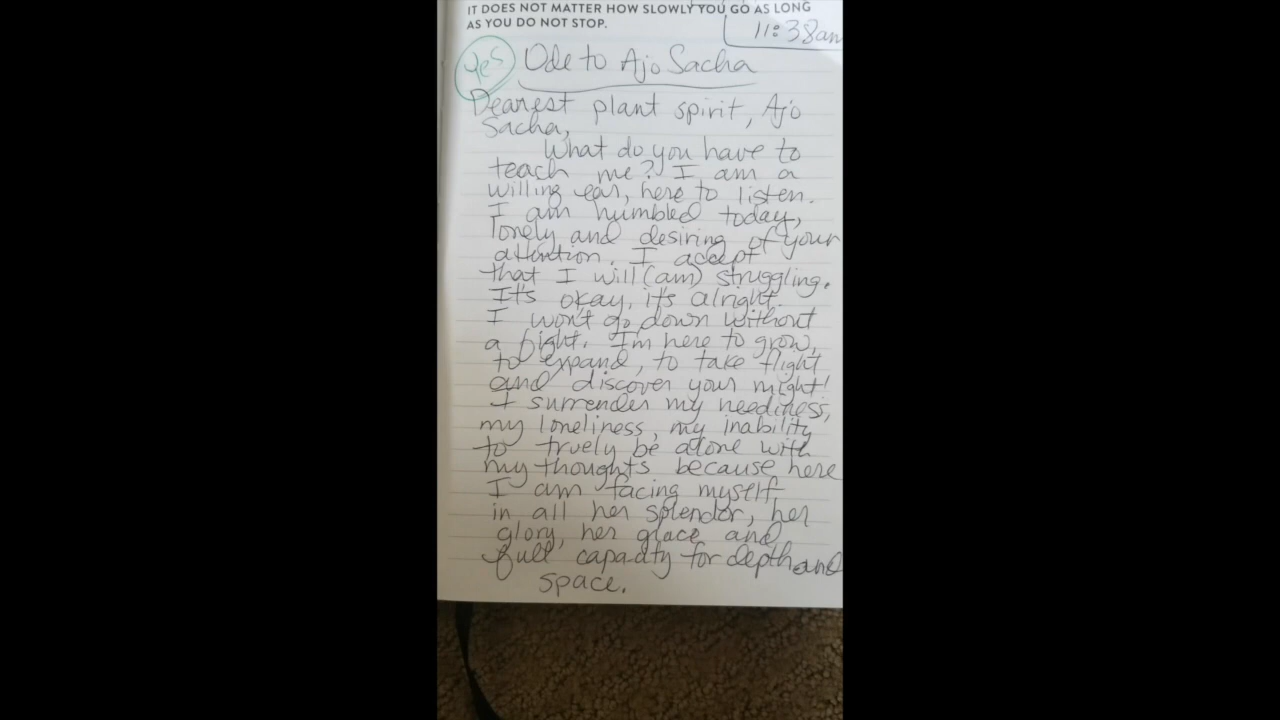 IT DOES NOT MATTER HOW SLOWLY YOU GO AS LONG
AS YOU DO NOT STOP.
11:38am
Yes
Ode to Ajo Sacha
Dearest plant spirit, Ajo
Sacha,
What do you have to
teach me? I am a
willing ear, here to listen.
I am humbled today,
lonely and desiring of your
attention. I accept
that I will (am) struggling.
It's okay, it's alright.
I won't go down without
a fight. I'm here to grow,
to expand, to take flight
and discover your might!
I surrender my neediness,
my loneliness, my inability
to truely be alone with
my thoughts because here
I am facing myself
in all her splendor, her
glory, her grace and
full capacity for depth and
space.